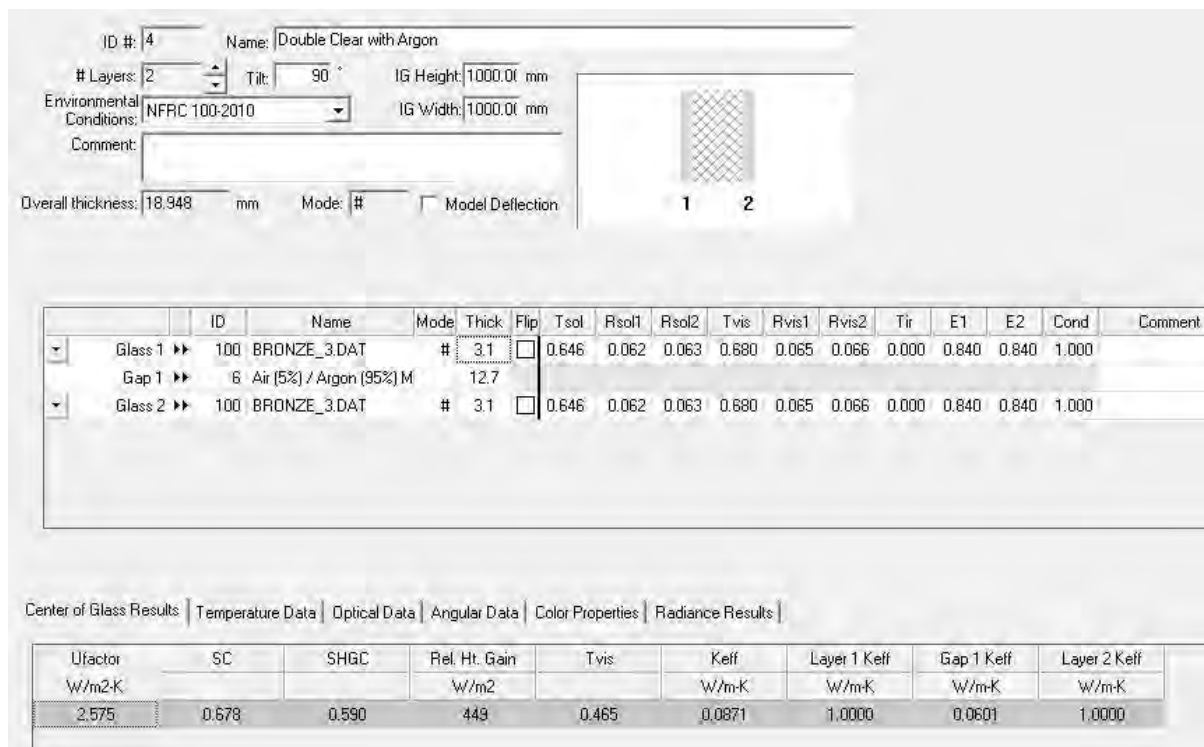 ID #: 4 Name: Double Clear with Argon
# Layers: 2 Tilt: 90 ° IG Height: 1000.0( mm
Environmental Conditions: NFRC 100-2010 IG Width: 1000.0( mm
Comment:
Overall thickness: 18.948 mm Mode: # Model Deflection
1 2
ID Name Mode Thick Flip Tsol Rsol1 Rsol2 Tvis Rvis1 Rvis2 Tir E1 E2 Cond Comment
Glass 1 ▸▸ 100 BRONZE_3.DAT # 3.1 0.646 0.062 0.063 0.680 0.065 0.066 0.000 0.840 0.840 1.000
Gap 1 ▸▸ 6 Air (5%) / Argon (95%) M 12.7
Glass 2 ▸▸ 100 BRONZE_3.DAT # 3.1 0.646 0.062 0.063 0.680 0.065 0.066 0.000 0.840 0.840 1.000
Center of Glass Results | Temperature Data | Optical Data | Angular Data | Color Properties | Radiance Results |
Ufactor SC SHGC Rel. Ht. Gain Tvis Keff Layer 1 Keff Gap 1 Keff Layer 2 Keff
W/m2-K W/m2 W/m-K W/m-K W/m-K W/m-K
2.575 0.678 0.590 449 0.465 0.0871 1.0000 0.0601 1.0000